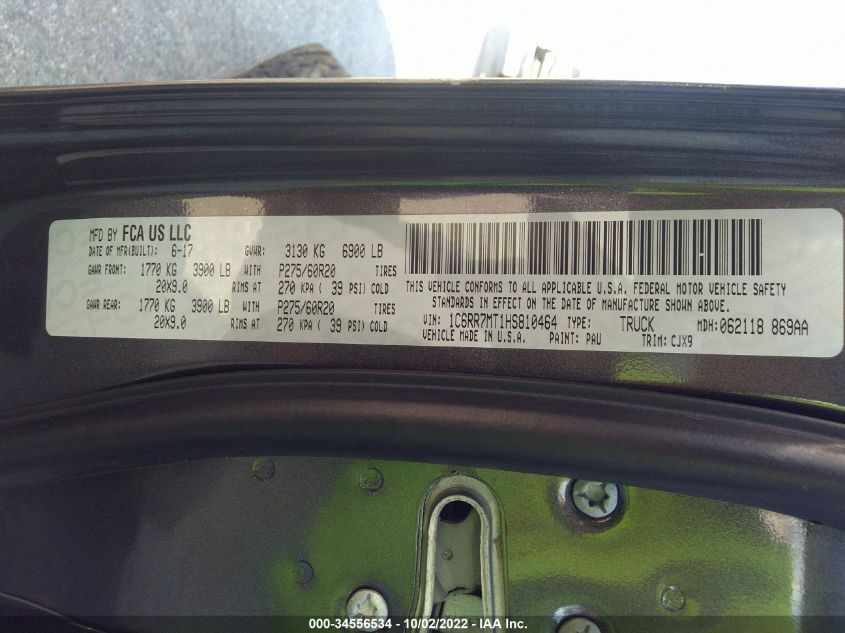 MFD BY FCA US LLC
DATE OF MFR(BUILT): 6-17 GVWR: 3130 KG 6900 LB
GAWR FRONT: 1770 KG 3900 LB WITH P275/60R20 TIRES
20X9.0 RIMS AT 270 KPA ( 39 PSI) COLD
GAWR REAR: 1770 KG 3900 LB WITH P275/60R20 TIRES
20X9.0 RIMS AT 270 KPA ( 39 PSI) COLD
THIS VEHICLE CONFORMS TO ALL APPLICABLE U.S.A. FEDERAL MOTOR VEHICLE SAFETY
STANDARDS IN EFFECT ON THE DATE OF MANUFACTURE SHOWN ABOVE.
VIN: 1C6RR7MT1HS810464 TYPE: TRUCK MDH: 062118 869AA
VEHICLE MADE IN U.S.A. PAINT: PAU TRIM: CJX9
000-34556534 - 10/02/2022 - IAA Inc.